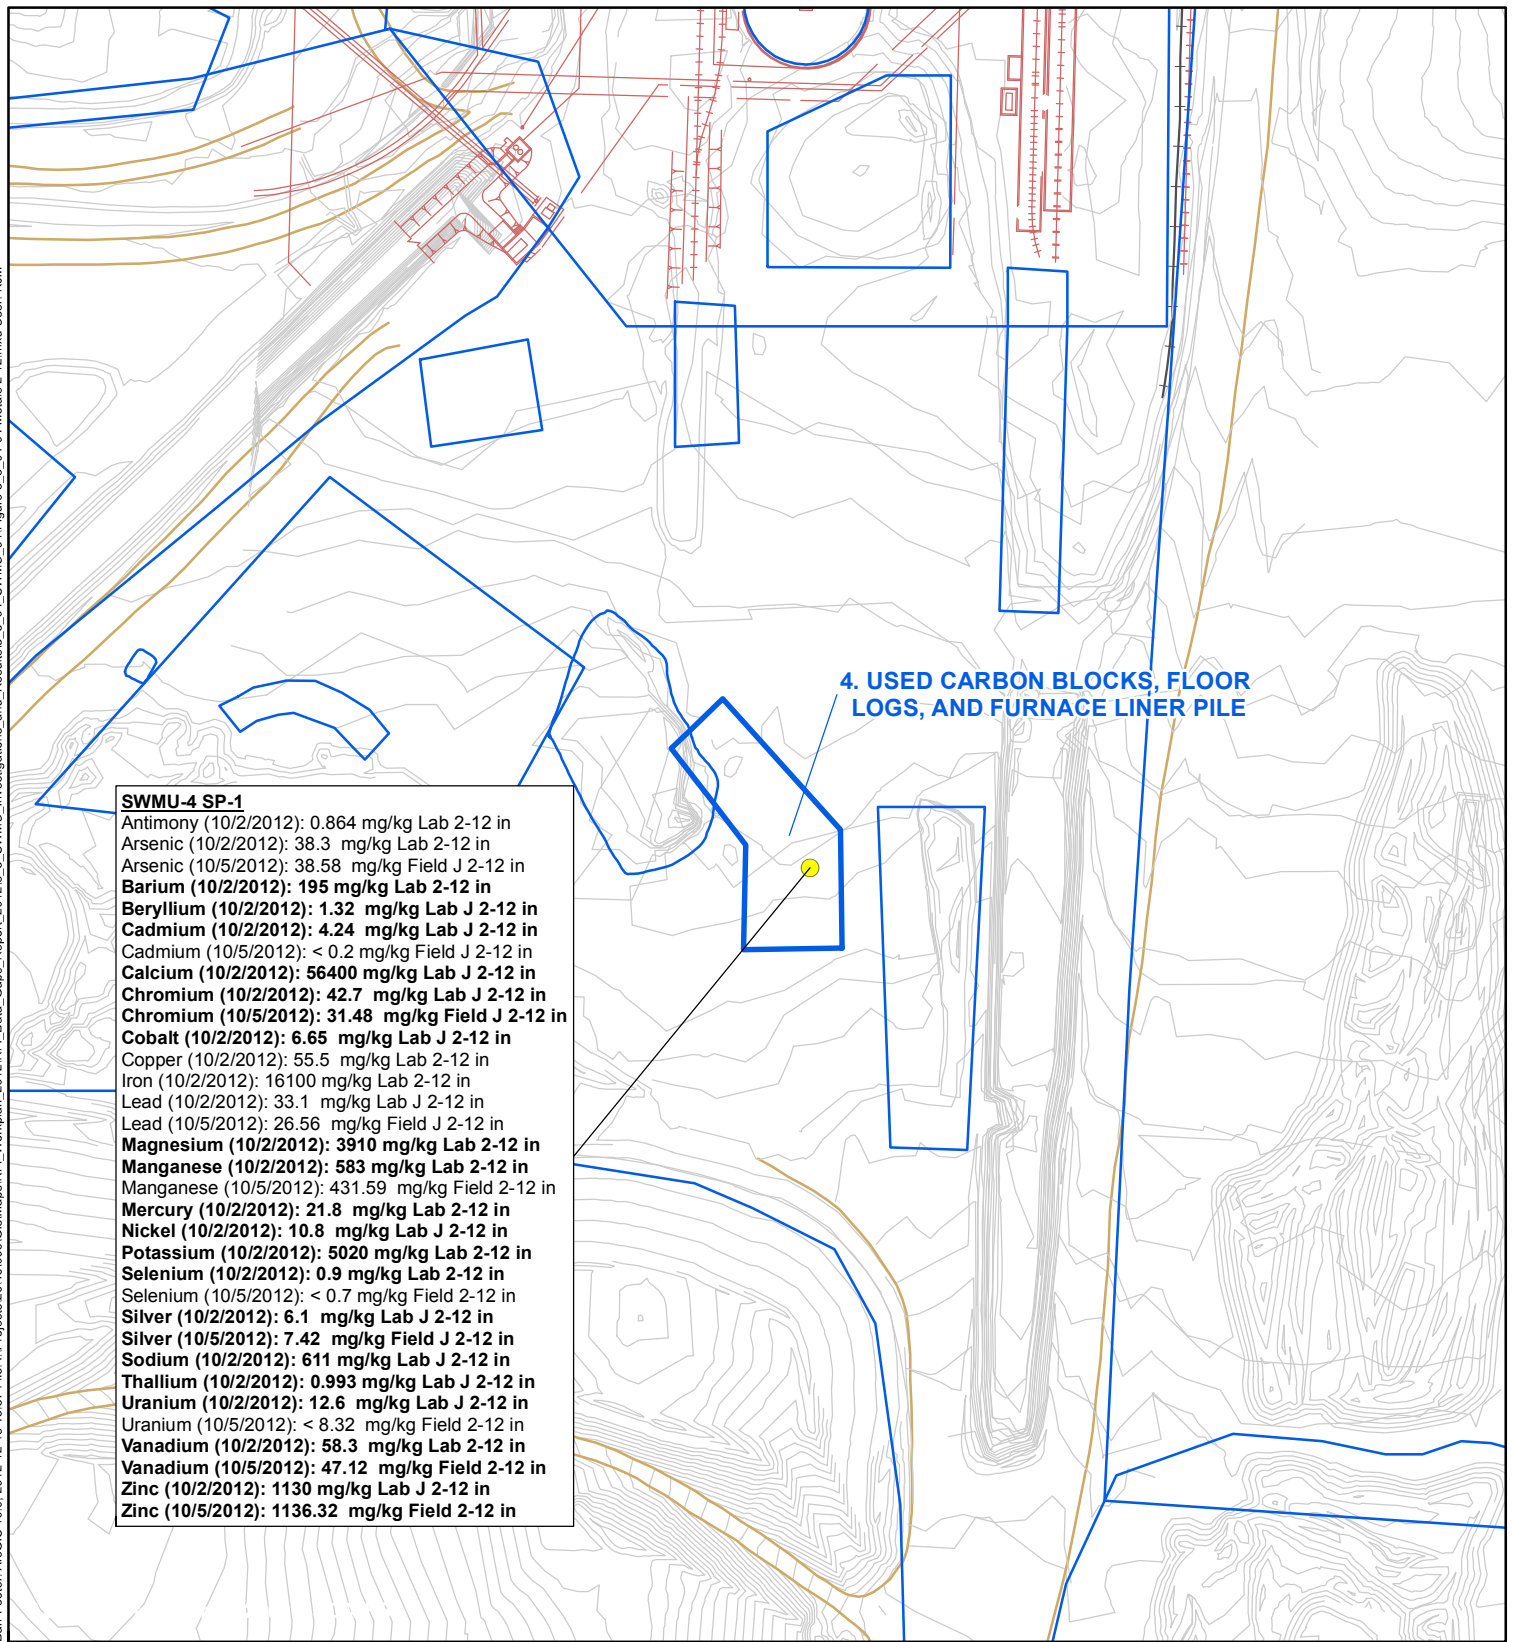 4. USED CARBON BLOCKS, FLOOR
LOGS, AND FURNACE LINER PILE
SWMU-4 SP-1
Antimony (10/2/2012): 0.864 mg/kg Lab 2-12 in
Arsenic (10/2/2012): 38.3 mg/kg Lab 2-12 in
Arsenic (10/5/2012): 38.58 mg/kg Field J 2-12 in
Barium (10/2/2012): 195 mg/kg Lab 2-12 in
Beryllium (10/2/2012): 1.32 mg/kg Lab J 2-12 in
Cadmium (10/2/2012): 4.24 mg/kg Lab J 2-12 in
Cadmium (10/5/2012): < 0.2 mg/kg Field J 2-12 in
Calcium (10/2/2012): 56400 mg/kg Lab J 2-12 in
Chromium (10/2/2012): 42.7 mg/kg Lab J 2-12 in
Chromium (10/5/2012): 31.48 mg/kg Field J 2-12 in
Cobalt (10/2/2012): 6.65 mg/kg Lab J 2-12 in
Copper (10/2/2012): 55.5 mg/kg Lab 2-12 in
Iron (10/2/2012): 16100 mg/kg Lab 2-12 in
Lead (10/2/2012): 33.1 mg/kg Lab J 2-12 in
Lead (10/5/2012): 26.56 mg/kg Field J 2-12 in
Magnesium (10/2/2012): 3910 mg/kg Lab 2-12 in
Manganese (10/2/2012): 583 mg/kg Lab 2-12 in
Manganese (10/5/2012): 431.59 mg/kg Field 2-12 in
Mercury (10/2/2012): 21.8 mg/kg Lab 2-12 in
Nickel (10/2/2012): 10.8 mg/kg Lab J 2-12 in
Potassium (10/2/2012): 5020 mg/kg Lab 2-12 in
Selenium (10/2/2012): 0.9 mg/kg Lab 2-12 in
Selenium (10/5/2012): < 0.7 mg/kg Field 2-12 in
Silver (10/2/2012): 6.1 mg/kg Lab J 2-12 in
Silver (10/5/2012): 7.42 mg/kg Field J 2-12 in
Sodium (10/2/2012): 611 mg/kg Lab J 2-12 in
Thallium (10/2/2012): 0.993 mg/kg Lab J 2-12 in
Uranium (10/2/2012): 12.6 mg/kg Lab J 2-12 in
Uranium (10/5/2012): < 8.32 mg/kg Field 2-12 in
Vanadium (10/2/2012): 58.3 mg/kg Lab 2-12 in
Vanadium (10/5/2012): 47.12 mg/kg Field 2-12 in
Zinc (10/2/2012): 1130 mg/kg Lab J 2-12 in
Zinc (10/5/2012): 1136.32 mg/kg Field 2-12 in